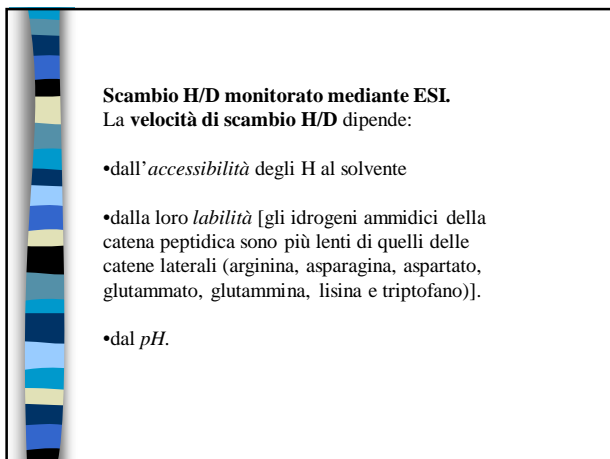 Scambio H/D monitorato mediante ESI.
La velocità di scambio H/D dipende:
•dall'accessibilità degli H al solvente
•dalla loro labilità [gli idrogeni ammidici della
catena peptidica sono più lenti di quelli delle
catene laterali (arginina, asparagina, aspartato,
glutammato, glutammina, lisina e triptofano)].
•dal pH.